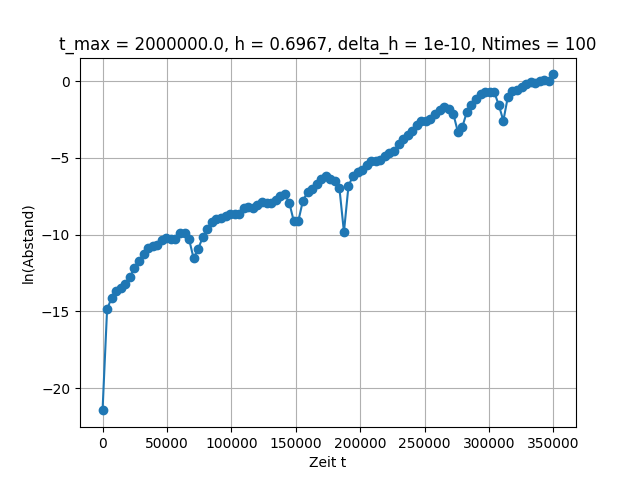 t_max = 2000000.0, h = 0.6967, delta_h = 1e-10, Ntimes = 100
0
−5
−10
−15
−20
ln(Abstand)
0 50000 100000 150000 200000 250000 300000 350000
Zeit t